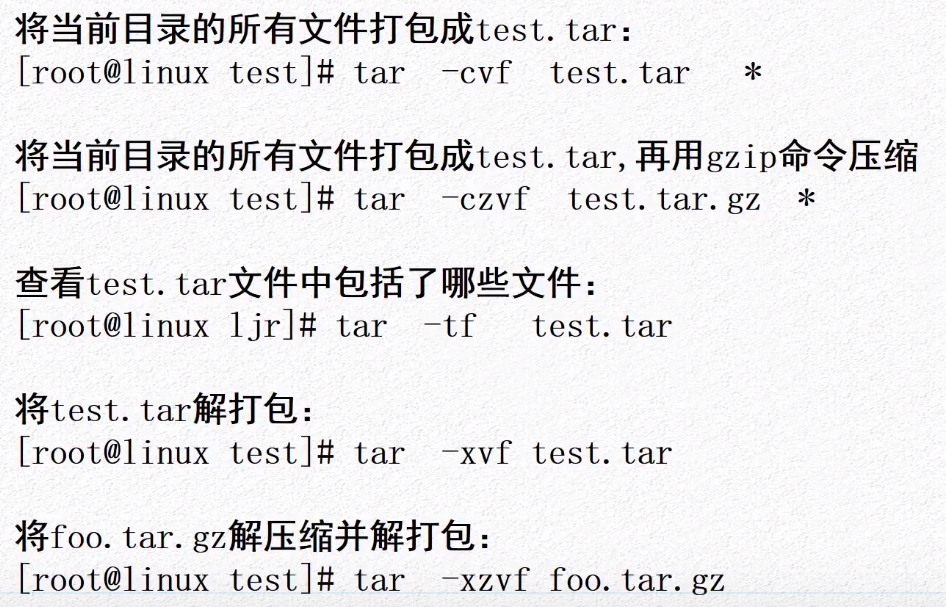 将当前目录的所有文件打包成test.tar：
[root@linux test]# tar -cvf test.tar *
将当前目录的所有文件打包成test.tar,再用gzip命令压缩
[root@linux test]# tar -czvf test.tar.gz *
查看test.tar文件中包括了哪些文件：
[root@linux ljr]# tar -tf test.tar
将test.tar解打包：
[root@linux test]# tar -xvf test.tar
将foo.tar.gz解压缩并解打包：
[root@linux test]# tar -xzvf foo.tar.gz